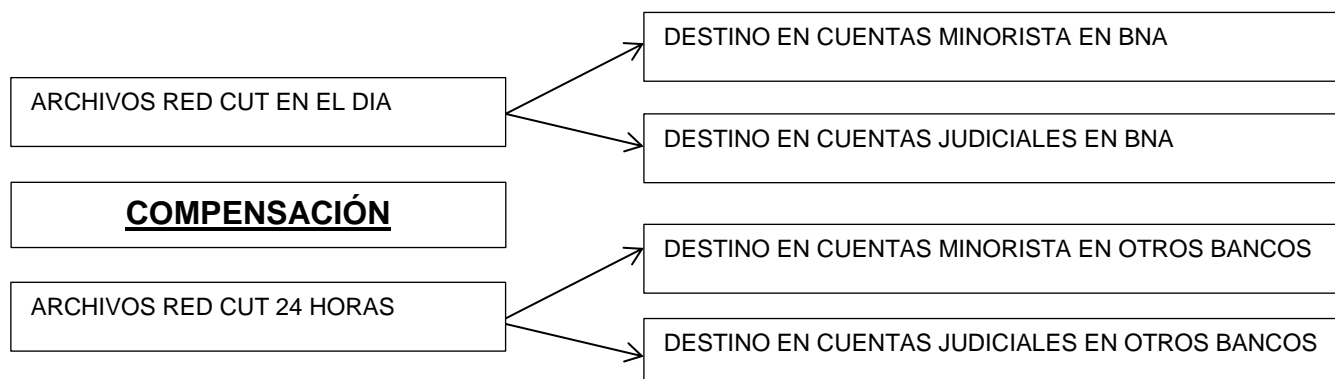 DESTINO EN CUENTAS MINORISTA EN BNA
ARCHIVOS RED CUT EN EL DIA
DESTINO EN CUENTAS JUDICIALES EN BNA
COMPENSACIÓN
DESTINO EN CUENTAS MINORISTA EN OTROS BANCOS
ARCHIVOS RED CUT 24 HORAS
DESTINO EN CUENTAS JUDICIALES EN OTROS BANCOS